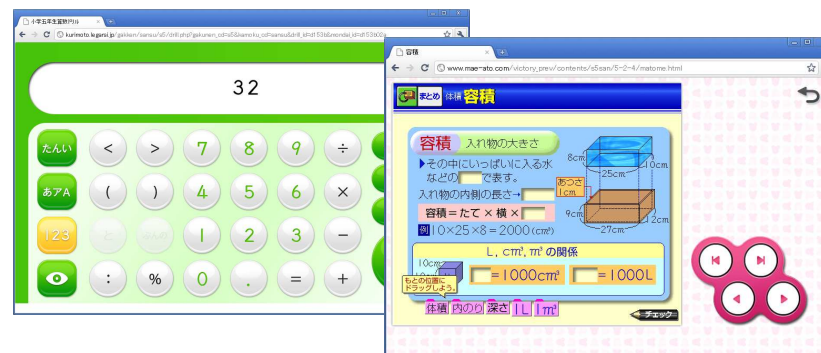 小学五年生算数ドリル
kurimoto.legarsi.jp/gakken/sansu/s5/drill.php?gakunen_cd=s5&kamoku_cd=sansu&drill_id=d153b&mondai_id=d153b02a
32
たんい < > 7 8 9 ÷
あアA ( ) 4 5 6 ×
123 1 2 3 −
: % 0 . = +
容積
www.mae-ato.com/victory_prev/contents/s5san/5-2-4/matome.html
まとめ 体積 容積
容積 入れ物の大きさ
その中にいっぱいに入る水
などの で表す。
入れ物の内側の長さ→
容積=たて×横×
例 10×25×8=2000(cm³)
8cm
10cm
25cm
あつさ
1cm
9cm
12cm
27cm
L, cm³, m³ の関係
10cm
=1000cm³ =1000L
もとの位置に
ドラッグしよう。
体積 内のり 深さ 1L 1m³
チェック